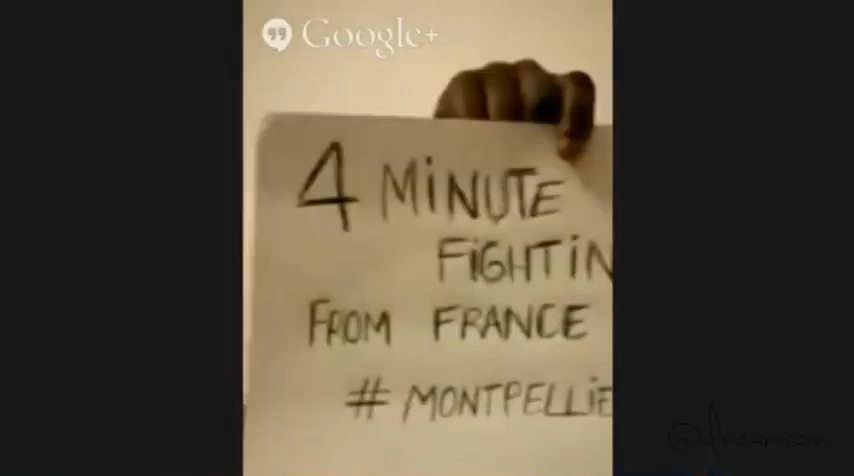 Google+
4 MiNUTE
FiGHTiN
FROM FRANCE
# MONTPELLiE